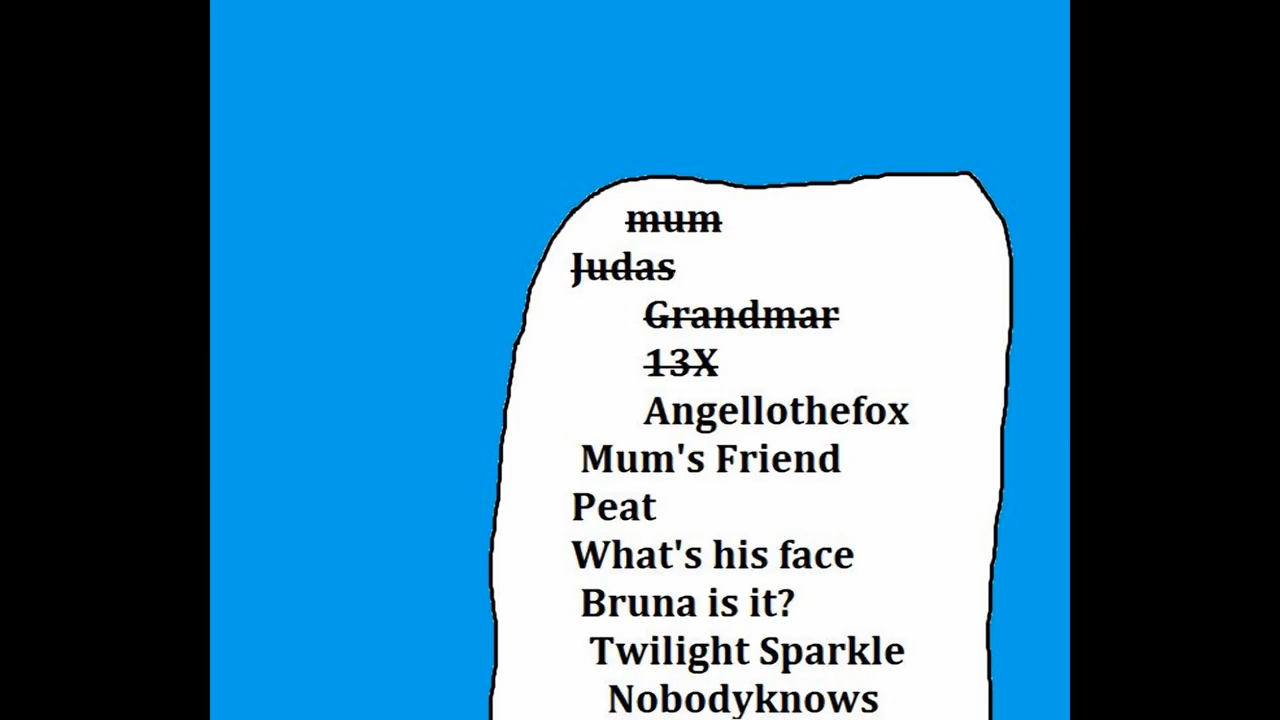 mum
Judas
Grandmar
13X
Angellothefox
Mum's Friend
Peat
What's his face
Bruna is it?
Twilight Sparkle
Nobodyknows